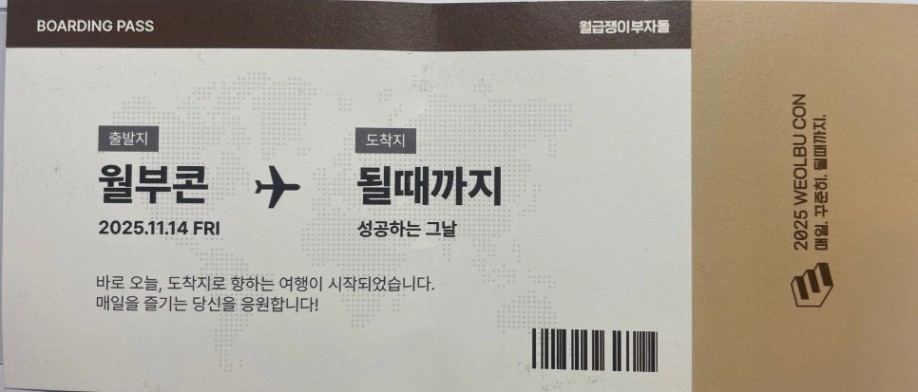 BOARDING PASS
월급쟁이부자돌
출발지
월부콘
2025.11.14 FRI
도착지
될때까지
성공하는 그날
바로 오늘, 도착지로 향하는 여행이 시작되었습니다.
매일을 즐기는 당신을 응원합니다!
2025 WEOLBU CON
매일. 꾸준히. 될때까지.